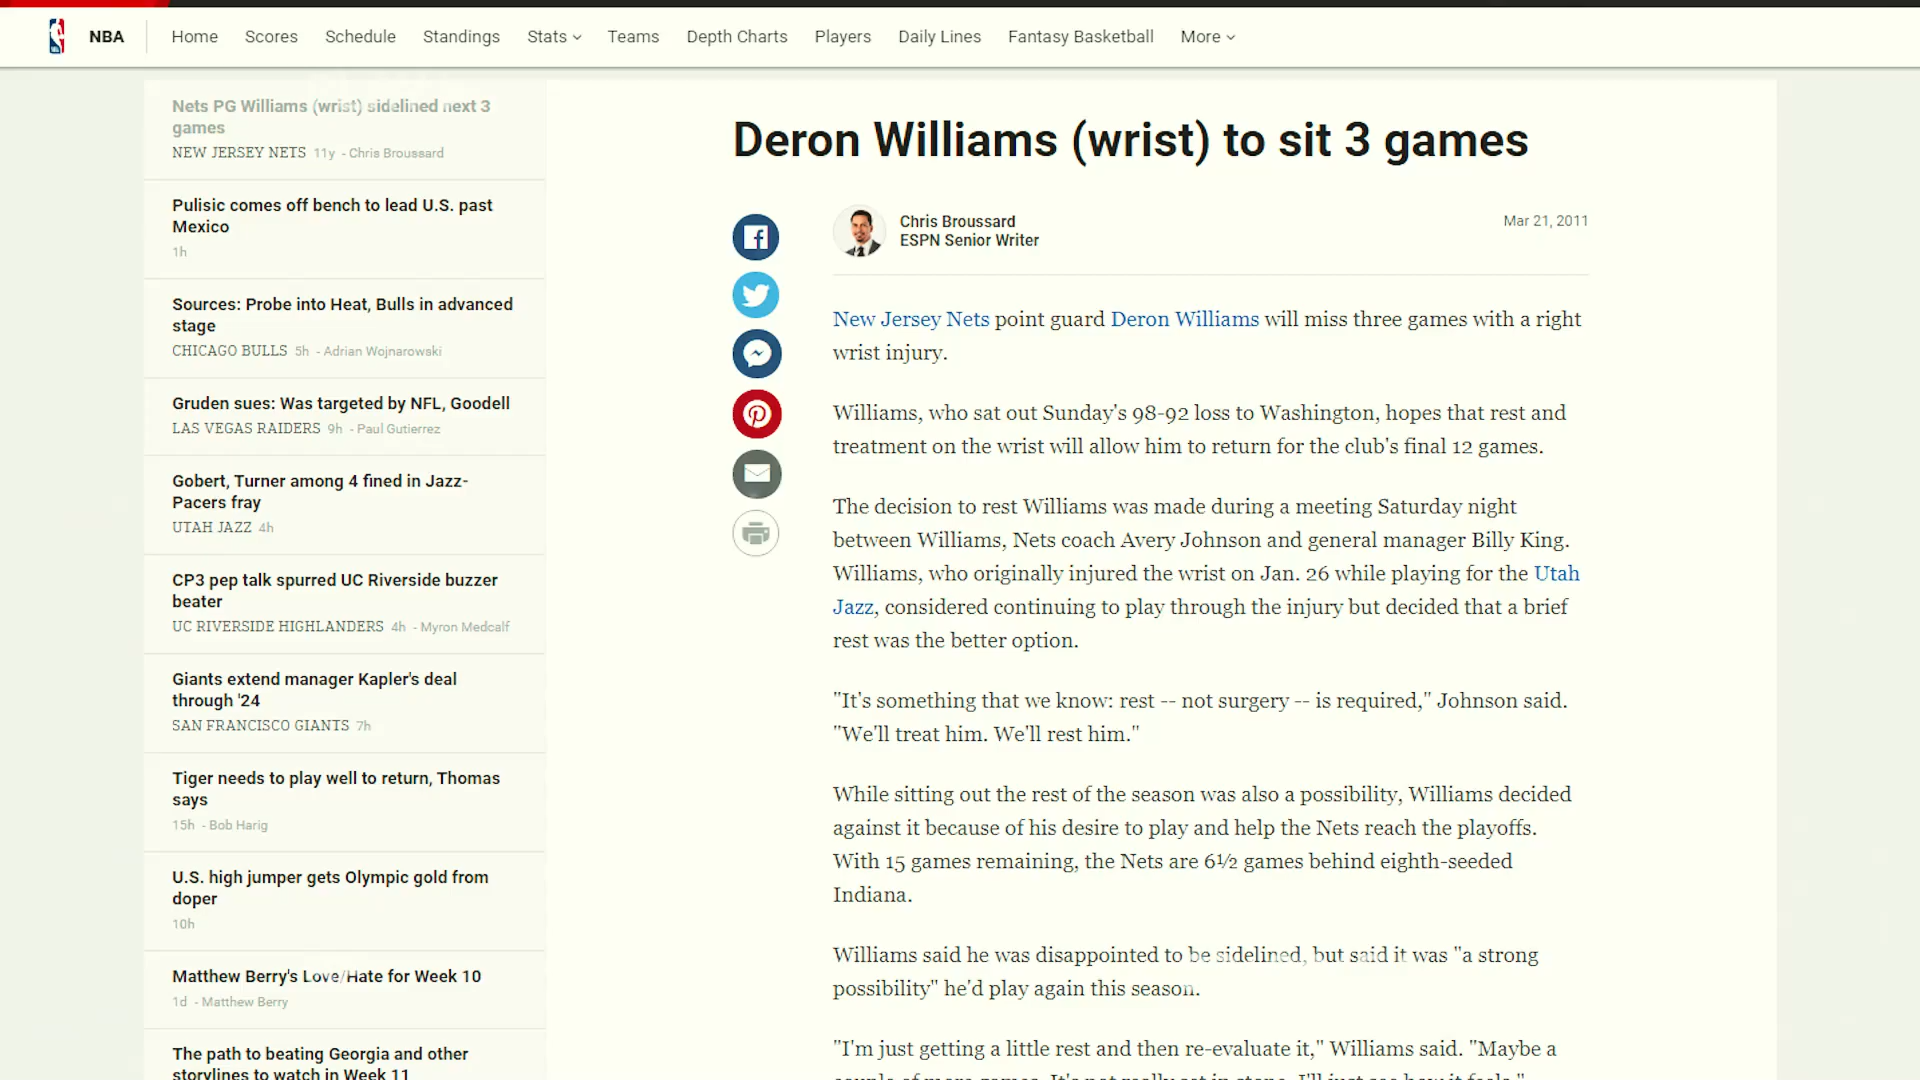 NBA Home Scores Schedule Standings Stats Teams Depth Charts Players Daily Lines Fantasy Basketball More
Nets PG Williams (wrist) sidelined next 3
games
NEW JERSEY NETS 11y - Chris Broussard
Pulisic comes off bench to lead U.S. past
Mexico
1h
Sources: Probe into Heat, Bulls in advanced
stage
CHICAGO BULLS 5h - Adrian Wojnarowski
Gruden sues: Was targeted by NFL, Goodell
LAS VEGAS RAIDERS 9h - Paul Gutierrez
Gobert, Turner among 4 fined in Jazz-
Pacers fray
UTAH JAZZ 4h
CP3 pep talk spurred UC Riverside buzzer
beater
UC RIVERSIDE HIGHLANDERS 4h - Myron Medcalf
Giants extend manager Kapler's deal
through '24
SAN FRANCISCO GIANTS 7h
Tiger needs to play well to return, Thomas
says
15h - Bob Harig
U.S. high jumper gets Olympic gold from
doper
10h
Matthew Berry's Love/Hate for Week 10
1d - Matthew Berry
The path to beating Georgia and other
storylines to watch in Week 11
Deron Williams (wrist) to sit 3 games
Chris Broussard
ESPN Senior Writer
Mar 21, 2011
New Jersey Nets point guard Deron Williams will miss three games with a right
wrist injury.
Williams, who sat out Sunday's 98-92 loss to Washington, hopes that rest and
treatment on the wrist will allow him to return for the club's final 12 games.
The decision to rest Williams was made during a meeting Saturday night
between Williams, Nets coach Avery Johnson and general manager Billy King.
Williams, who originally injured the wrist on Jan. 26 while playing for the Utah
Jazz, considered continuing to play through the injury but decided that a brief
rest was the better option.
"It's something that we know: rest -- not surgery -- is required," Johnson said.
"We'll treat him. We'll rest him."
While sitting out the rest of the season was also a possibility, Williams decided
against it because of his desire to play and help the Nets reach the playoffs.
With 15 games remaining, the Nets are 6½ games behind eighth-seeded
Indiana.
Williams said he was disappointed to be sidelined, but said it was "a strong
possibility" he'd play again this season.
"I'm just getting a little rest and then re-evaluate it," Williams said. "Maybe a
couple of more games. It's not really set in stone. I'll just see how it feels."